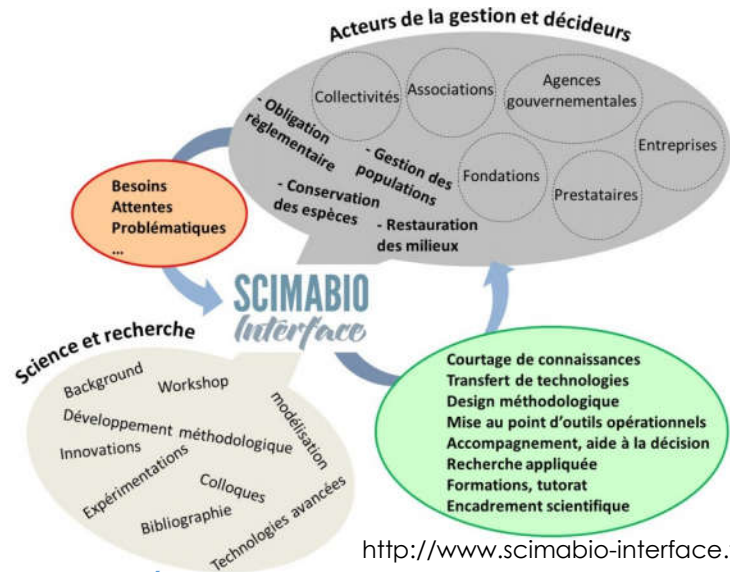 Acteurs de la gestion et décideurs
Collectivités
Associations
Agences
gouvernementales
Entreprises
Fondations
Prestataires
- Obligation
règlementaire
- Gestion des
populations
- Conservation
des espèces
- Restauration
des milieux
Besoins
Attentes
Problématiques
...
SCIMABIO
Interface
Science et recherche
Background
Workshop
modélisation
Développement méthodologique
Innovations
Expérimentations
Colloques
Bibliographie
Technologies avancées
Courtage de connaissances
Transfert de technologies
Design méthodologique
Mise au point d'outils opérationnels
Accompagnement, aide à la décision
Recherche appliquée
Formations, tutorat
Encadrement scientifique
http://www.scimabio-interface.